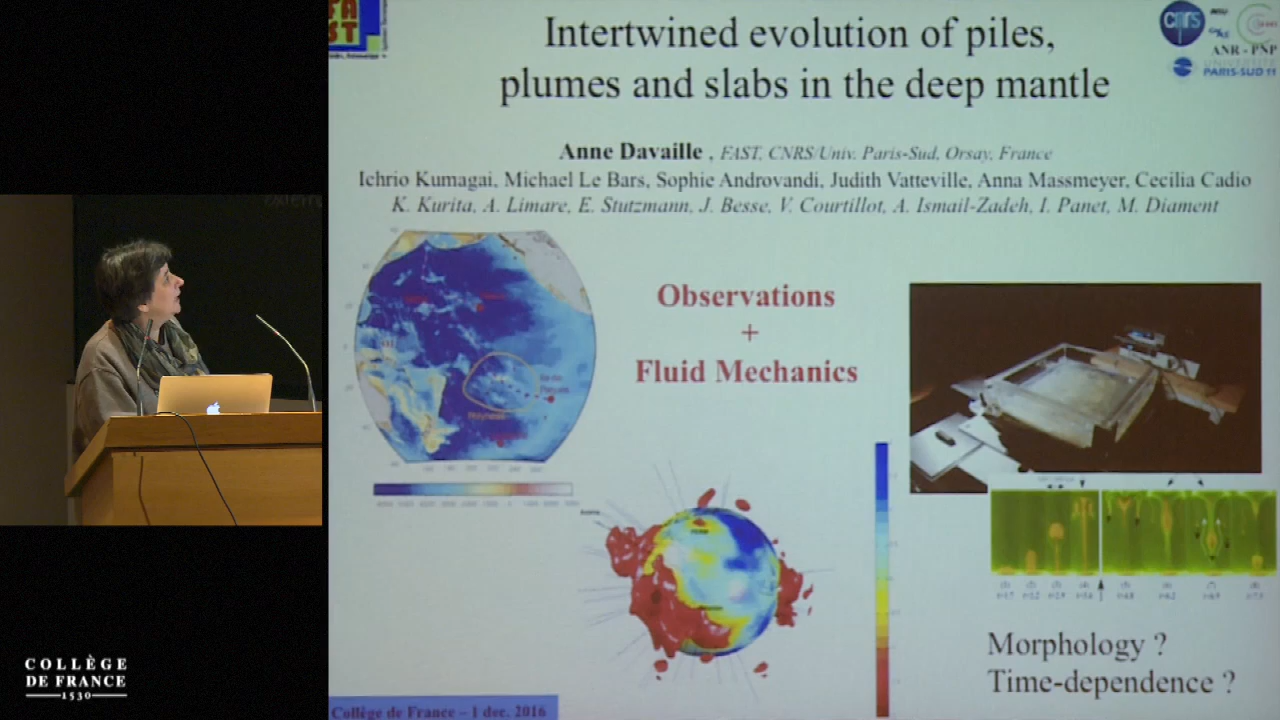 Intertwined evolution of piles,
plumes and slabs in the deep mantle
cnrs
ANR - PNP
UNIVERSITÉ
PARIS-SUD 11
Anne Davaille , FAST, CNRS/Univ. Paris-Sud, Orsay, France
Ichrio Kumagai, Michael Le Bars, Sophie Androvandi, Judith Vatteville, Anna Massmeyer, Cecilia Cadio
K. Kurita, A. Limare, E. Stutzmann, J. Besse, V. Courtillot, A. Ismail-Zadeh, I. Panet, M. Diament
Observations
+
Fluid Mechanics
Morphology ?
Time-dependence ?
Collège de France – 1 dec. 2016
COLLÈGE
DE FRANCE
1530